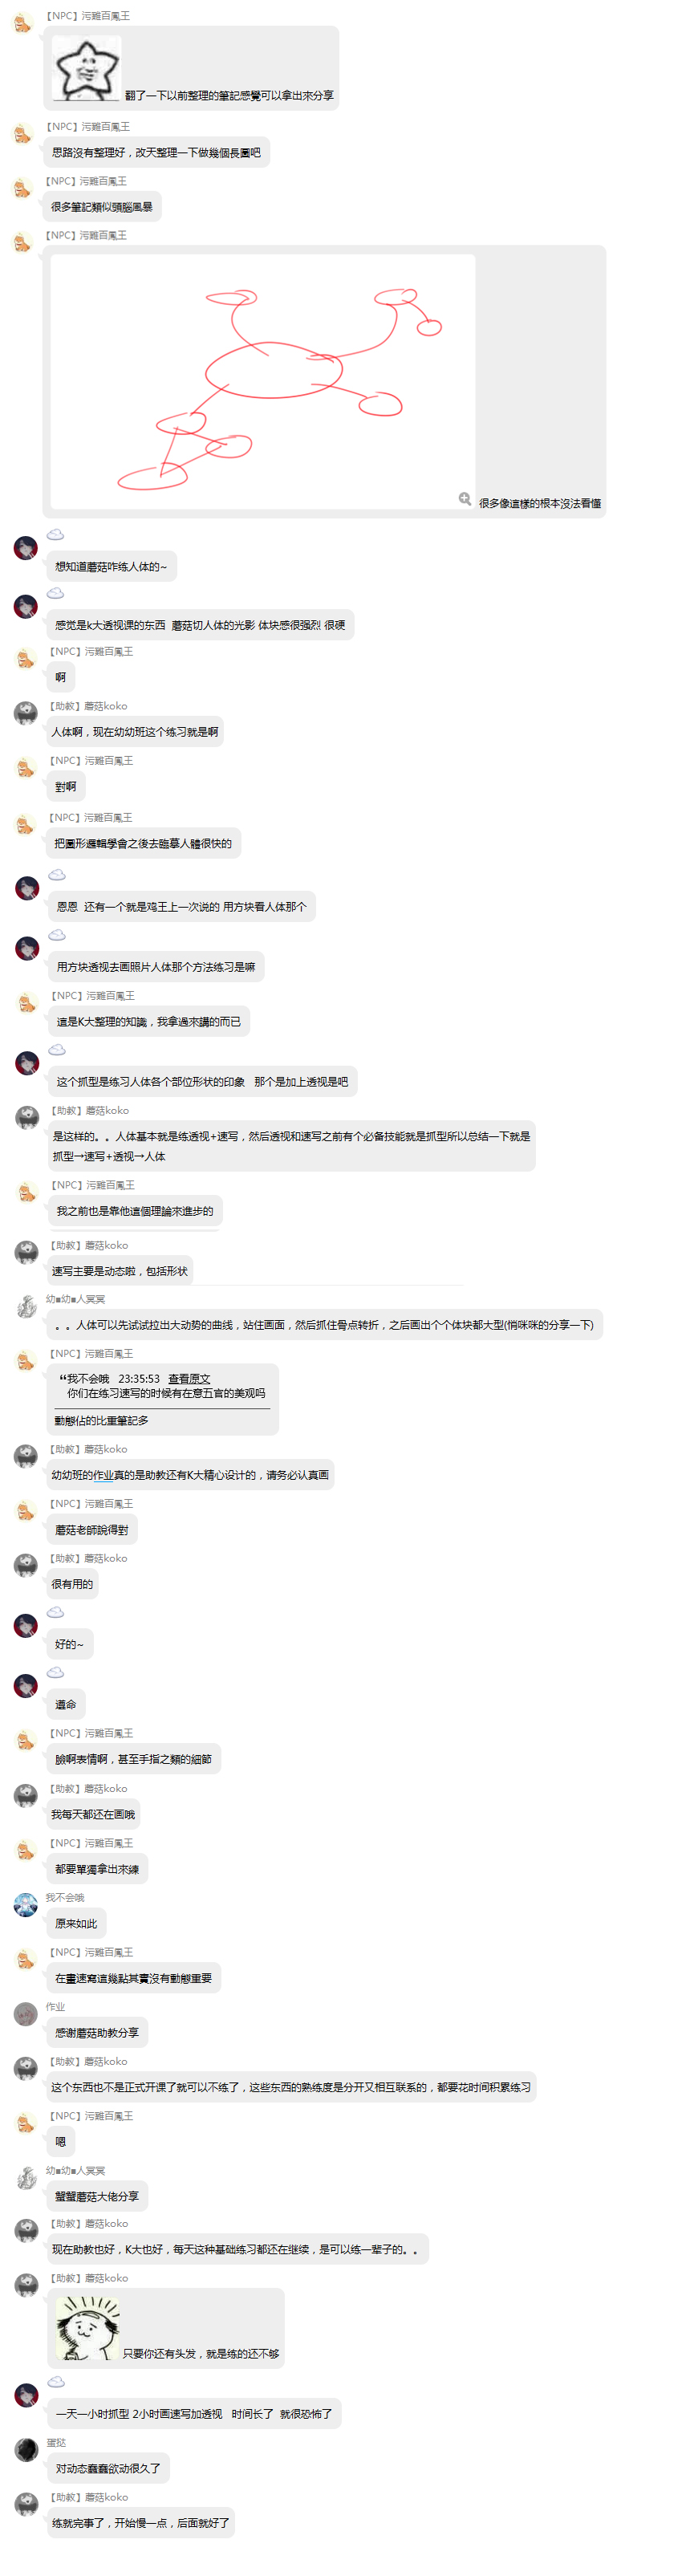 【NPC】污雞百鳳王
翻了一下以前整理的筆記感覺可以拿出來分享
【NPC】污雞百鳳王
思路沒有整理好，改天整理一下做幾個長圖吧
【NPC】污雞百鳳王
很多筆記類似頭腦風暴
【NPC】污雞百鳳王
很多像這樣的根本沒法看懂
想知道蘑菇咋练人体的~
感觉是k大透视课的东西 蘑菇切人体的光影 体块感很强烈 很硬
【NPC】污雞百鳳王
啊
【助教】蘑菇koko
人体啊，现在幼幼班这个练习就是啊
【NPC】污雞百鳳王
對啊
【NPC】污雞百鳳王
把圖形邏輯學會之後去臨摹人體很快的
恩恩 还有一个就是鸡王上一次说的 用方块看人体那个
用方块透视去画照片人体那个方法练习是嘛
【NPC】污雞百鳳王
這是K大整理的知識，我拿過來講的而已
这个抓型是练习人体各个部位形状的印象 那个是加上透视是吧
【助教】蘑菇koko
是这样的。。人体基本就是练透视+速写，然后透视和速写之前有个必备技能就是抓型所以总结一下就是
抓型→速写+透视→人体
【NPC】污雞百鳳王
我之前也是靠他這個理論來進步的
【助教】蘑菇koko
速写主要是动态啦，包括形状
幼■幼■人冥冥
。。人体可以先试试拉出大动势的曲线，站住画面，然后抓住骨点转折，之后画出个个体块都大型(悄咪咪的分享一下)
【NPC】污雞百鳳王
“我不会哦 23:35:53 查看原文
你们在练习速写的时候有在意五官的美观吗
動態佔的比重筆記多
【助教】蘑菇koko
幼幼班的作业真的是助教还有K大精心设计的，请务必认真画
【NPC】污雞百鳳王
蘑菇老師說得對
【助教】蘑菇koko
很有用的
好的~
遵命
【NPC】污雞百鳳王
臉啊表情啊，甚至手指之類的細節
【助教】蘑菇koko
我每天都还在画哦
【NPC】污雞百鳳王
都要單獨拿出來練
我不会哦
原来如此
【NPC】污雞百鳳王
在畫速寫這幾點其實沒有動態重要
作业
感谢蘑菇助教分享
【助教】蘑菇koko
这个东西也不是正式开课了就可以不练了，这些东西的熟练度是分开又相互联系的，都要花时间积累练习
【NPC】污雞百鳳王
嗯
幼■幼■人冥冥
蟹蟹蘑菇大佬分享
【助教】蘑菇koko
现在助教也好，K大也好，每天这种基础练习都还在继续，是可以练一辈子的。。
【助教】蘑菇koko
只要你还有头发，就是练的还不够
一天一小时抓型 2小时画速写加透视 时间长了 就很恐怖了
蛋挞
对动态蠢蠢欲动很久了
【助教】蘑菇koko
练就完事了，开始慢一点，后面就好了